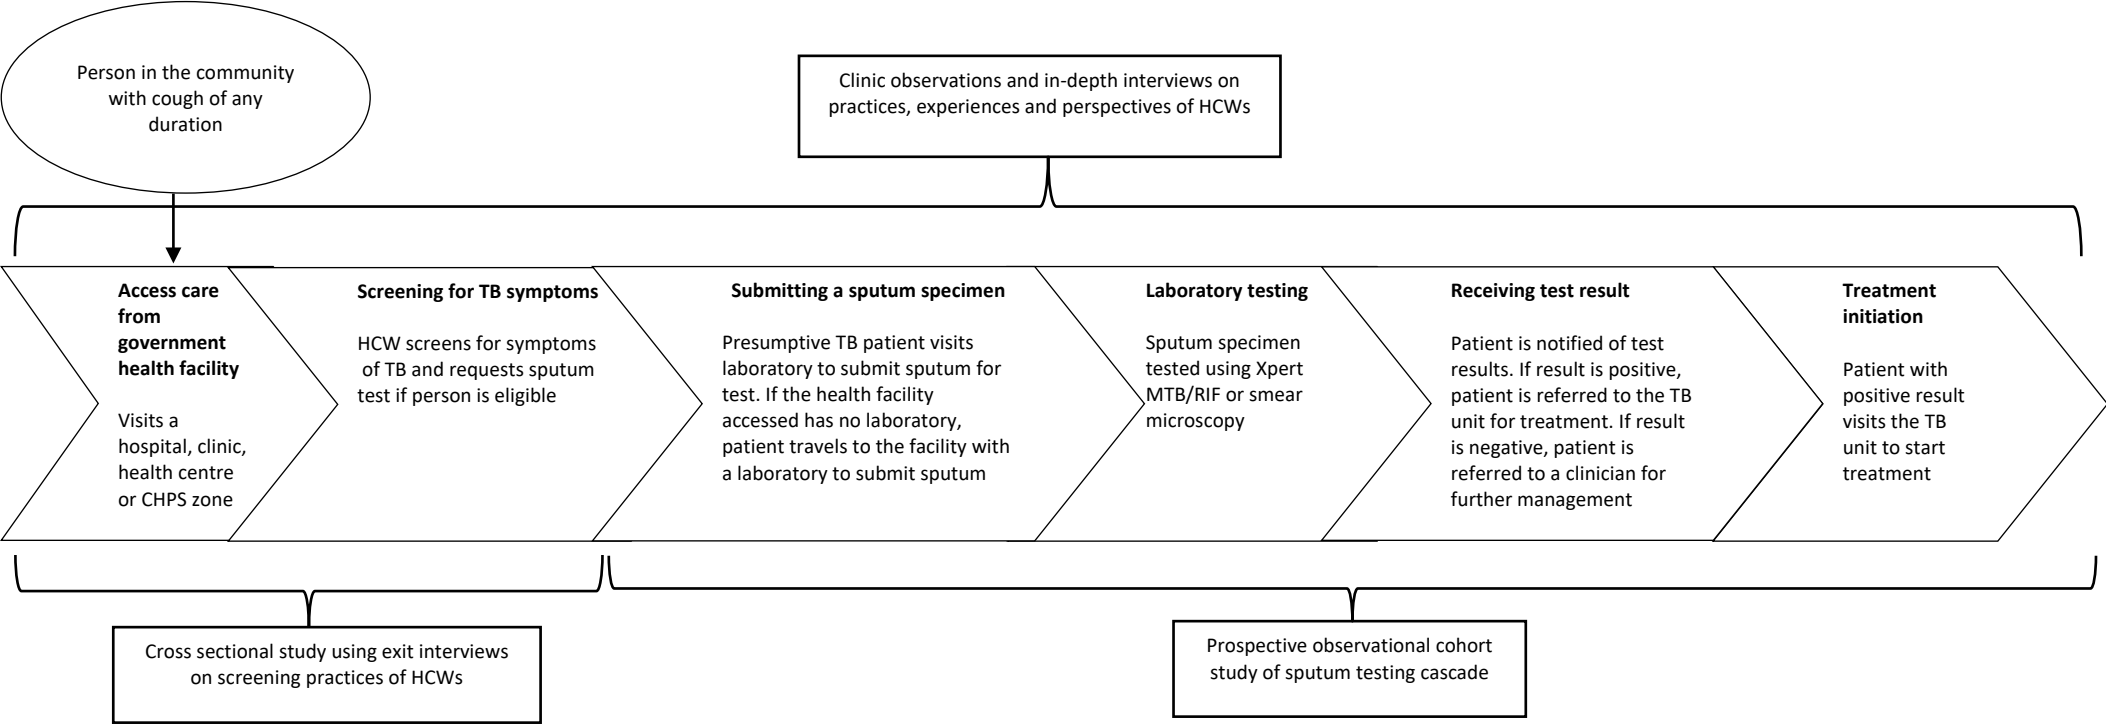 Person in the community
with cough of any
duration
Clinic observations and in-depth interviews on
practices, experiences and perspectives of HCWs
Access care
from
government
health facility
Visits a
hospital, clinic,
health centre
or CHPS zone
Screening for TB symptoms
HCW screens for symptoms
of TB and requests sputum
test if person is eligible
Submitting a sputum specimen
Presumptive TB patient visits
laboratory to submit sputum for
test. If the health facility
accessed has no laboratory,
patient travels to the facility with
a laboratory to submit sputum
Laboratory testing
Sputum specimen
tested using Xpert
MTB/RIF or smear
microscopy
Receiving test result
Patient is notified of test
results. If result is positive,
patient is referred to the TB
unit for treatment. If result
is negative, patient is
referred to a clinician for
further management
Treatment
initiation
Patient with
positive result
visits the TB
unit to start
treatment
Cross sectional study using exit interviews
on screening practices of HCWs
Prospective observational cohort
study of sputum testing cascade